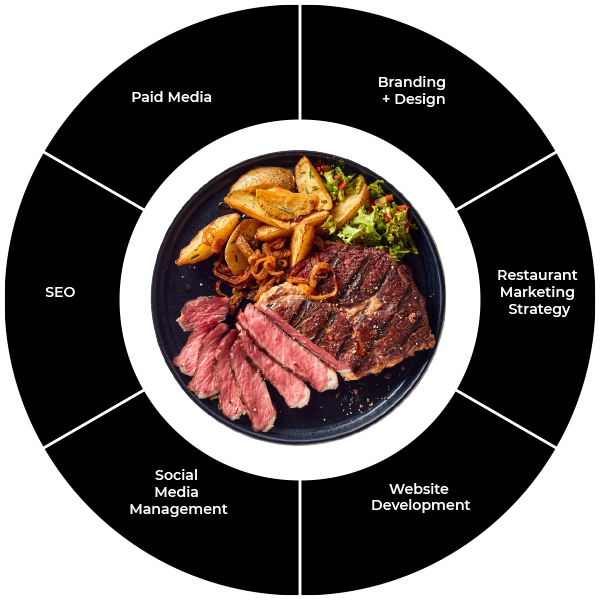 Paid Media
Branding
+ Design
SEO
Restaurant
Marketing
Strategy
Social
Media
Management
Website
Development